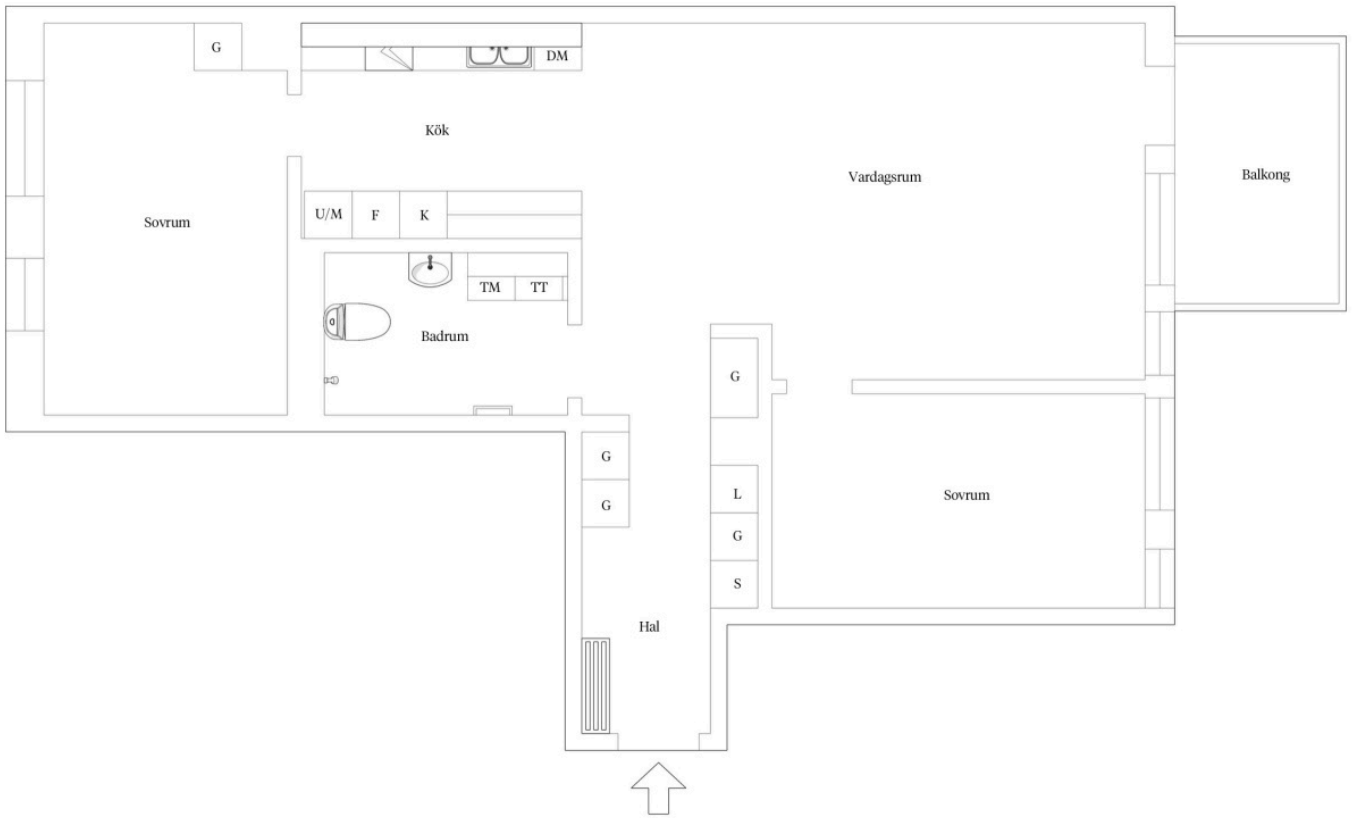 G
DM
Kök
Vardagsrum
Balkong
Sovrum
U/M
F
K
TM
TT
Badrum
G
G
G
L
G
S
Sovrum
Hal